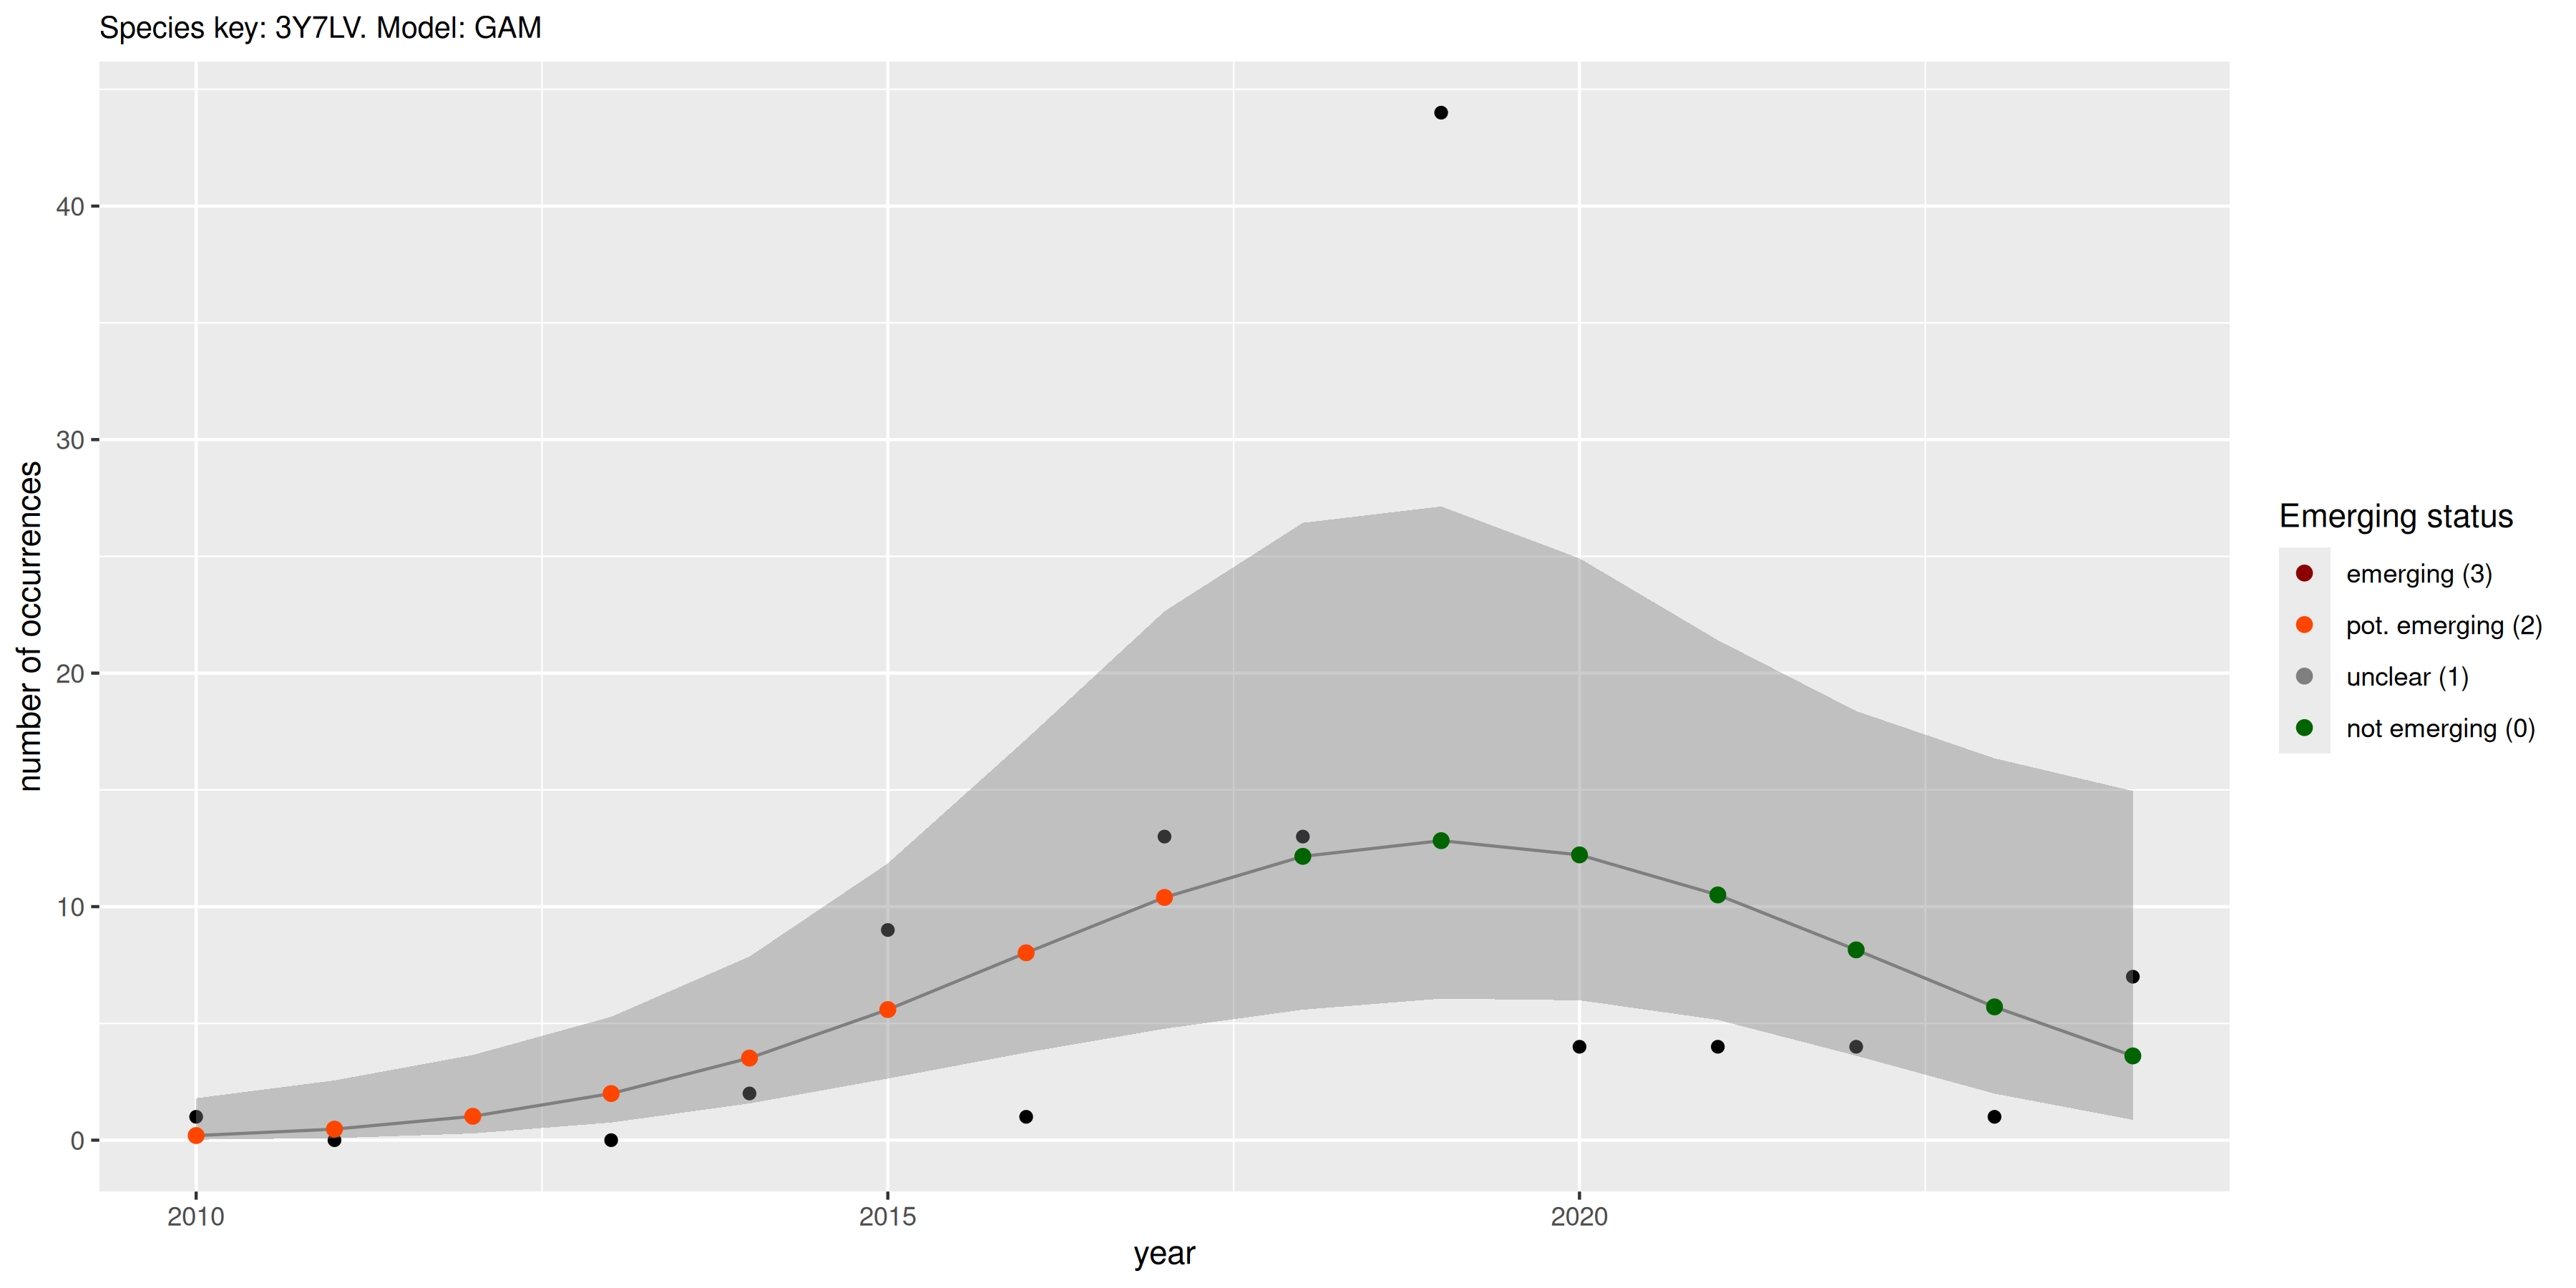 Species key: 3Y7LV. Model: GAM
number of occurrences
40
30
20
10
0
2010
2015
2020
year
Emerging status
emerging (3)
pot. emerging (2)
unclear (1)
not emerging (0)